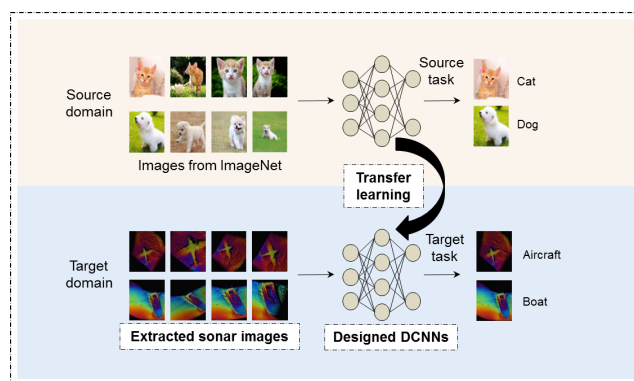 Source
domain
Images from ImageNet
Source
task
Cat
Dog
Transfer
learning
Target
domain
Extracted sonar images
Designed DCNNs
Target
task
Aircraft
Boat